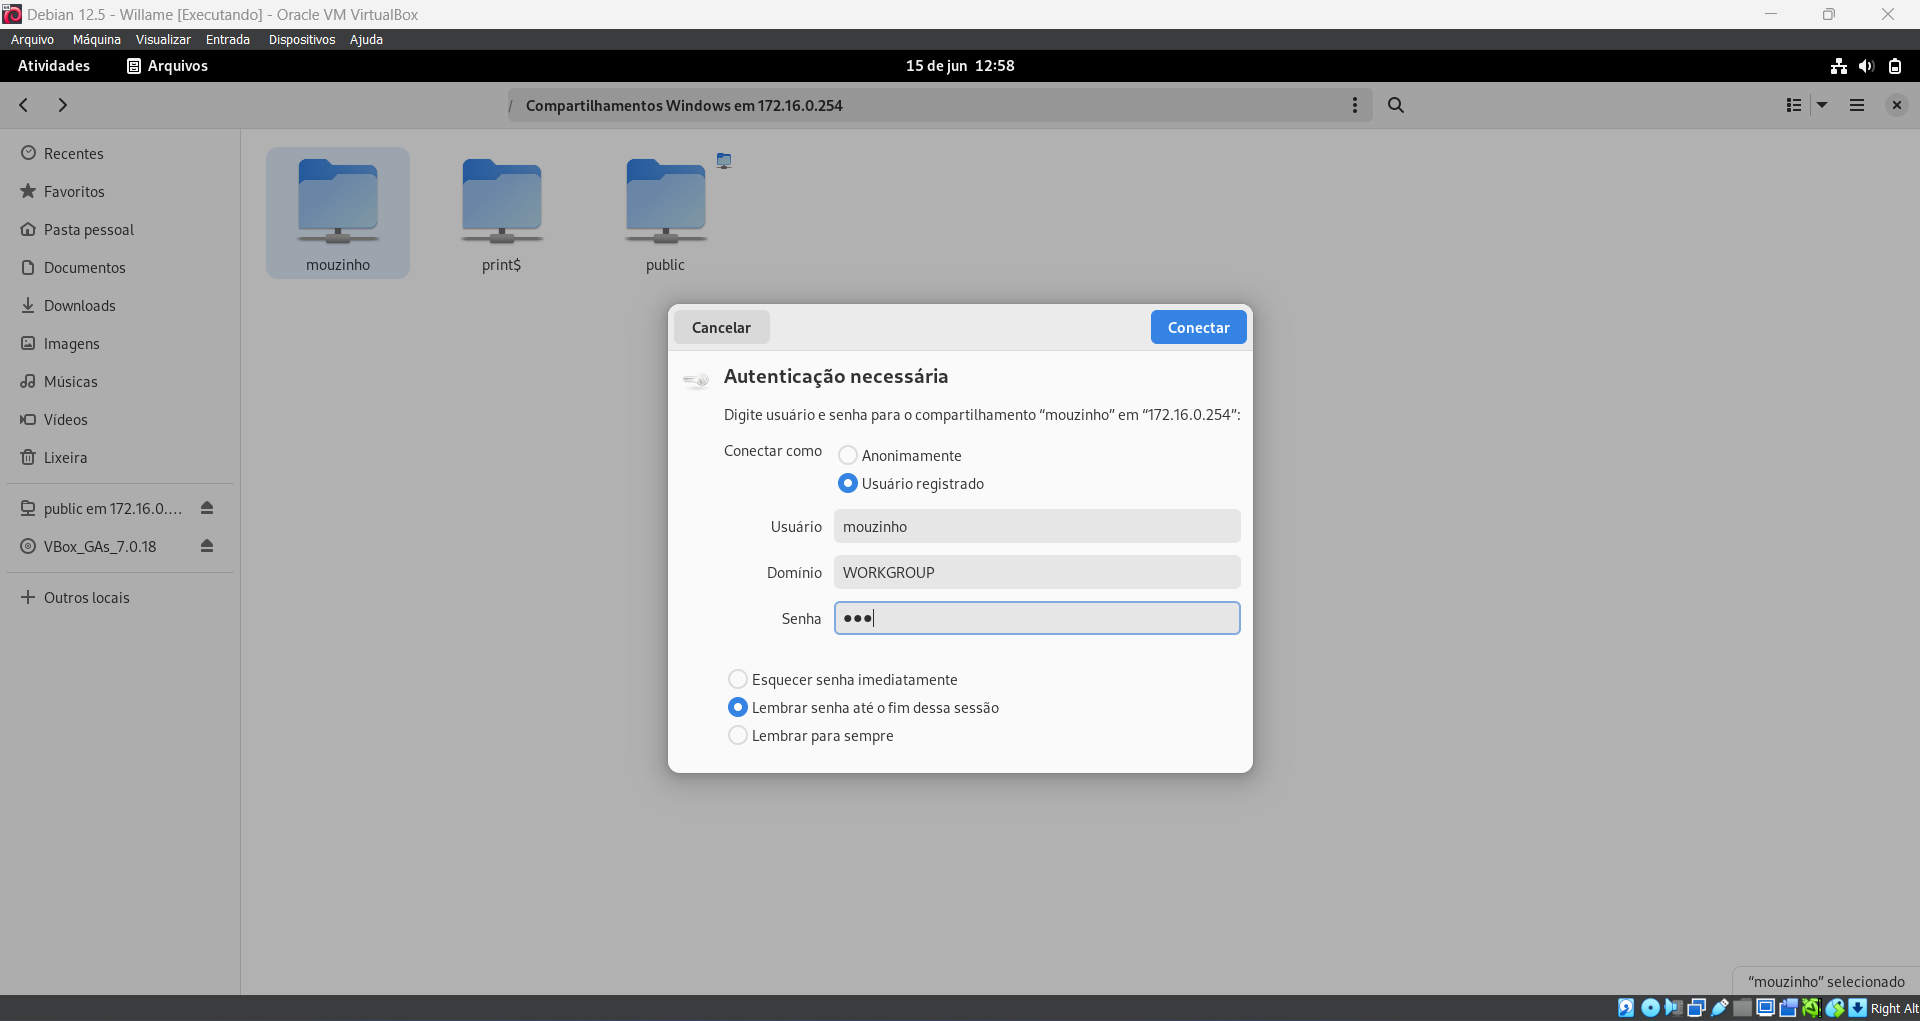 Debian 12.5 - Willame [Executando] - Oracle VM VirtualBox
Arquivo Máquina Visualizar Entrada Dispositivos Ajuda
Atividades Arquivos 15 de jun 12:58
/ Compartilhamentos Windows em 172.16.0.254
Recentes
Favoritos
Pasta pessoal
Documentos
Downloads
Imagens
Músicas
Vídeos
Lixeira
public em 172.16.0....
VBox_GAs_7.0.18
Outros locais
mouzinho print$ public
Cancelar Conectar
Autenticação necessária
Digite usuário e senha para o compartilhamento “mouzinho” em “172.16.0.254”:
Conectar como Anonimamente
Usuário registrado
Usuário mouzinho
Domínio WORKGROUP
Senha ●●●
Esquecer senha imediatamente
Lembrar senha até o fim dessa sessão
Lembrar para sempre
“mouzinho” selecionado
Right Alt